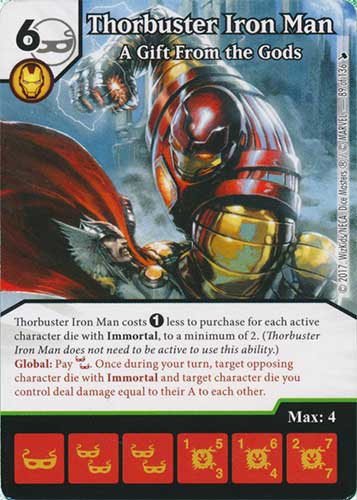 6
Thorbuster Iron Man
A Gift From the Gods
© 2017. WizKids/NECA| Dice Masters ® / © MARVEL 89 of 136
Thorbuster Iron Man costs 1 less to purchase for each active
character die with Immortal, to a minimum of 2. (Thorbuster
Iron Man does not need to be active to use this ability.)
Global: Pay . Once during your turn, target opposing
character die with Immortal and target character die you
control deal damage equal to their A to each other.
Max: 4
1 5 3
1 6 4
2 7 7